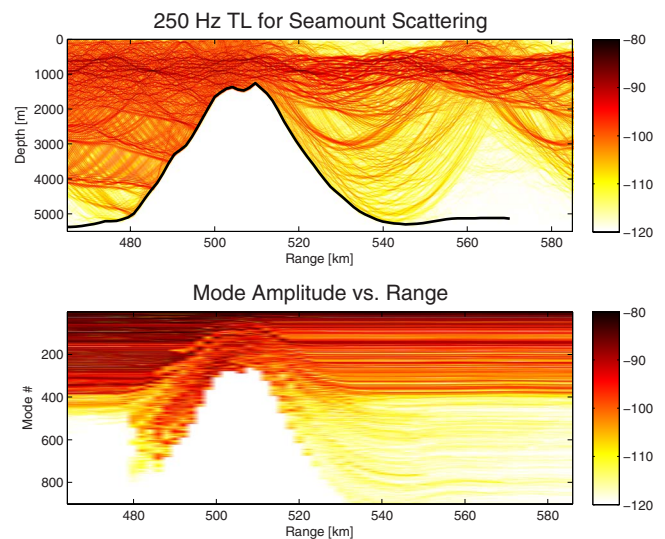 250 Hz TL for Seamount Scattering
0
1000
2000
3000
4000
5000
Depth [m]
480 500 520 540 560 580
Range [km]
−80
−90
−100
−110
−120
Mode Amplitude vs. Range
200
400
600
800
Mode #
480 500 520 540 560 580
Range [km]
−80
−90
−100
−110
−120